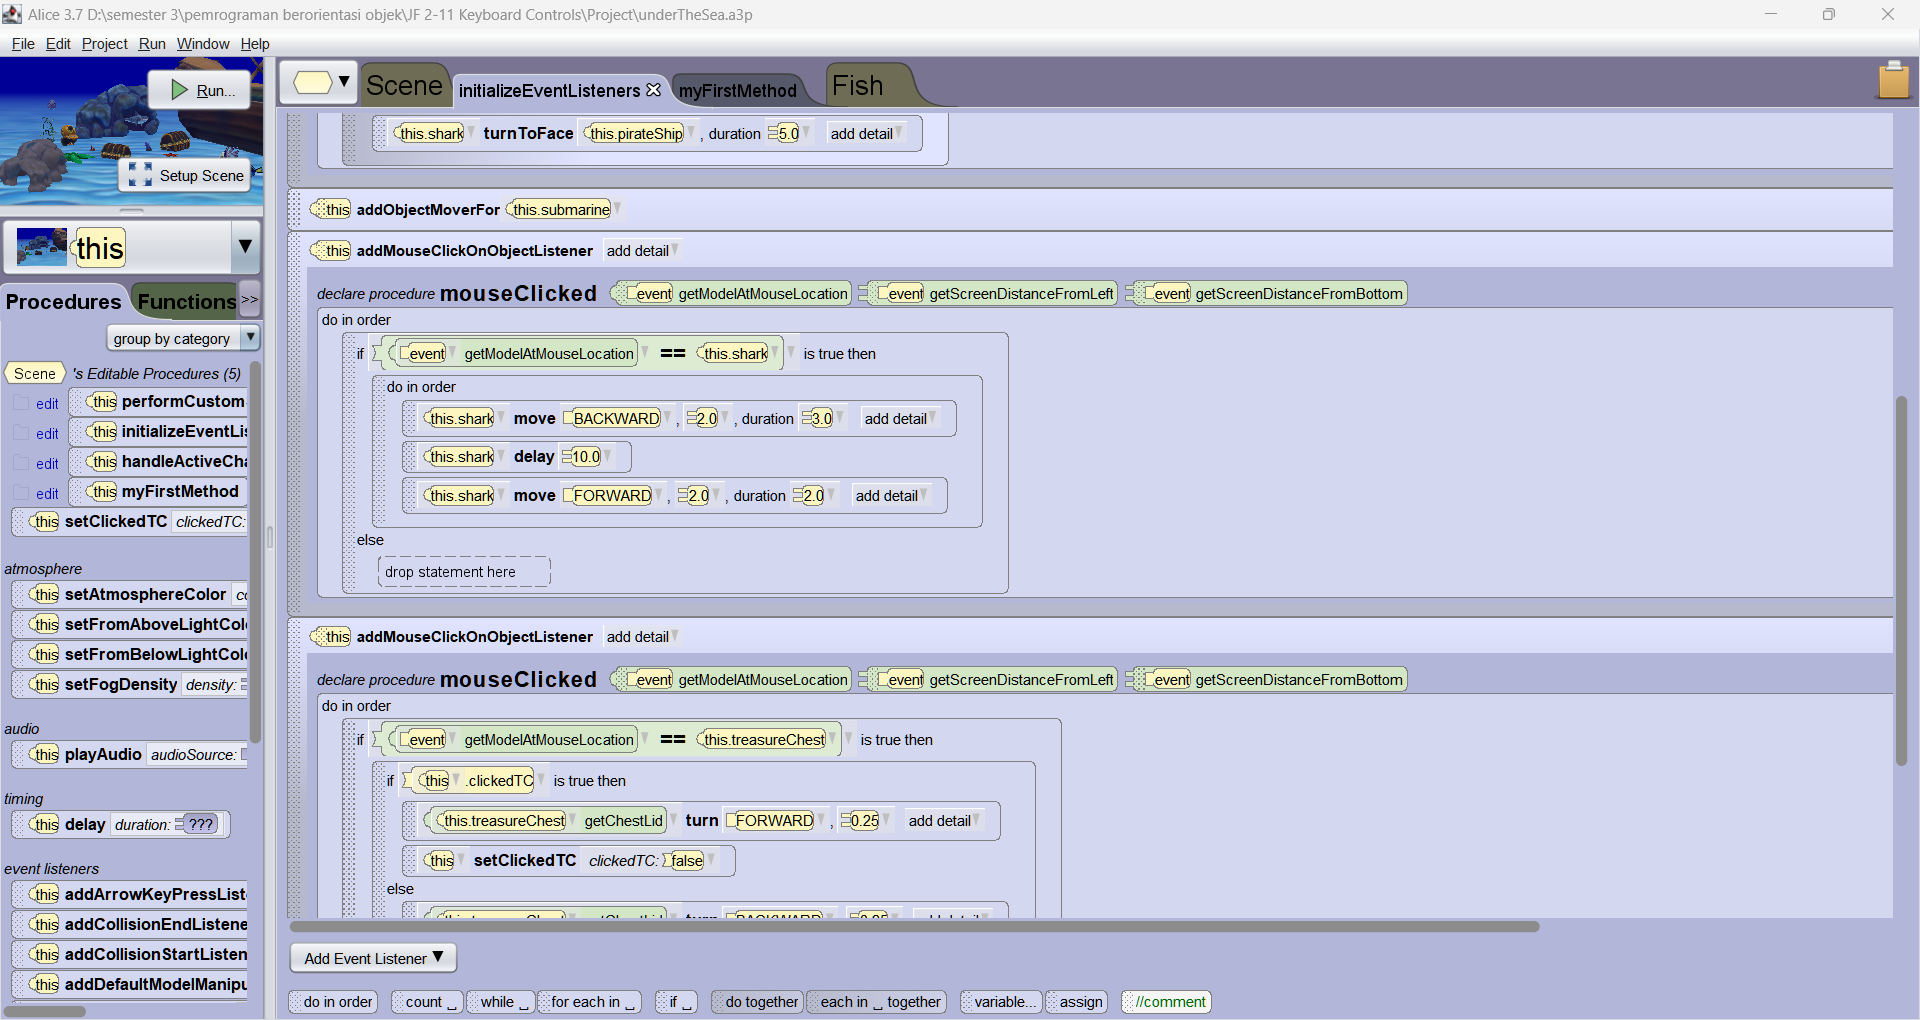 Alice 3.7 D:\semester 3\pemrograman berorientasi objek\JF 2-11 Keyboard Controls\Project\underTheSea.a3p
File Edit Project Run Window Help
Run...
Setup Scene
this
Procedures Functions >>
group by category
Scene 's Editable Procedures (5)
edit this performCustom
edit this initializeEventLis
edit this handleActiveCha
edit this myFirstMethod
this setClickedTC clickedTC:
atmosphere
this setAtmosphereColor co
this setFromAboveLightCol
this setFromBelowLightCol
this setFogDensity density:
audio
this playAudio audioSource:
timing
this delay duration: ???
event listeners
this addArrowKeyPressList
this addCollisionEndListene
this addCollisionStartListen
this addDefaultModelManipu
Scene initializeEventListeners myFirstMethod Fish
this.shark turnToFace this.pirateShip , duration 5.0 add detail
this addObjectMoverFor this.submarine
this addMouseClickOnObjectListener add detail
declare procedure mouseClicked event getModelAtMouseLocation event getScreenDistanceFromLeft event getScreenDistanceFromBottom
do in order
if event getModelAtMouseLocation == this.shark is true then
do in order
this.shark move BACKWARD , 2.0 , duration 3.0 add detail
this.shark delay 10.0
this.shark move FORWARD , 2.0 , duration 2.0 add detail
else
drop statement here
this addMouseClickOnObjectListener add detail
declare procedure mouseClicked event getModelAtMouseLocation event getScreenDistanceFromLeft event getScreenDistanceFromBottom
do in order
if event getModelAtMouseLocation == this.treasureChest is true then
if this .clickedTC is true then
this.treasureChest getChestLid turn FORWARD , 0.25 add detail
this setClickedTC clickedTC: false
else
this.treasureChest getChestLid turn BACKWARD , 0.25 add detail
Add Event Listener
do in order count while for each in if do together each in together variable... assign //comment